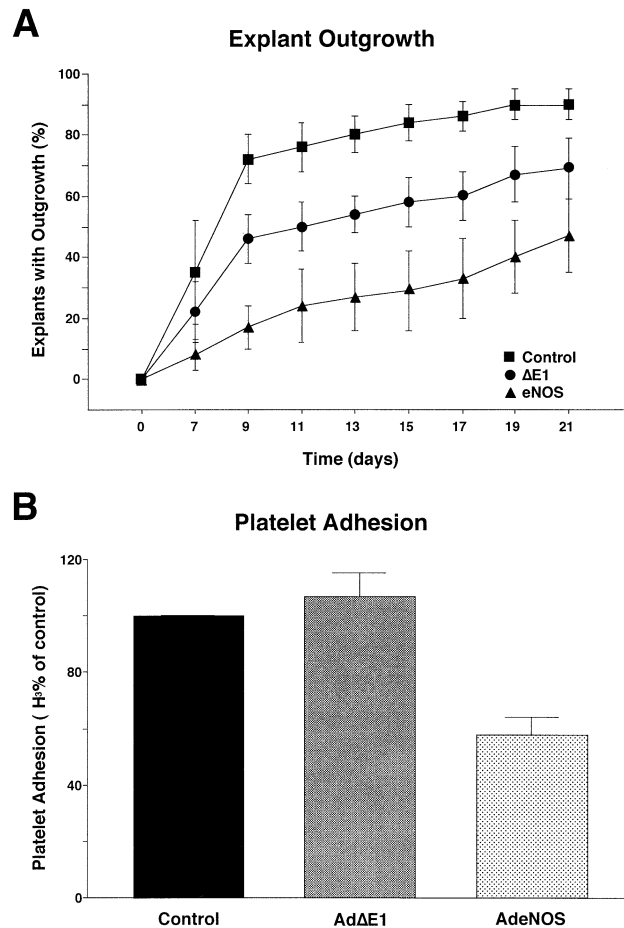 A
Explant Outgrowth
Explants with Outgrowth (%)
100
80
60
40
20
0
Control
ΔE1
eNOS
0 7 9 11 13 15 17 19 21
Time (days)
B
Platelet Adhesion
Platelet Adhesion ( H³% of control)
120
80
40
0
Control AdΔE1 AdeNOS